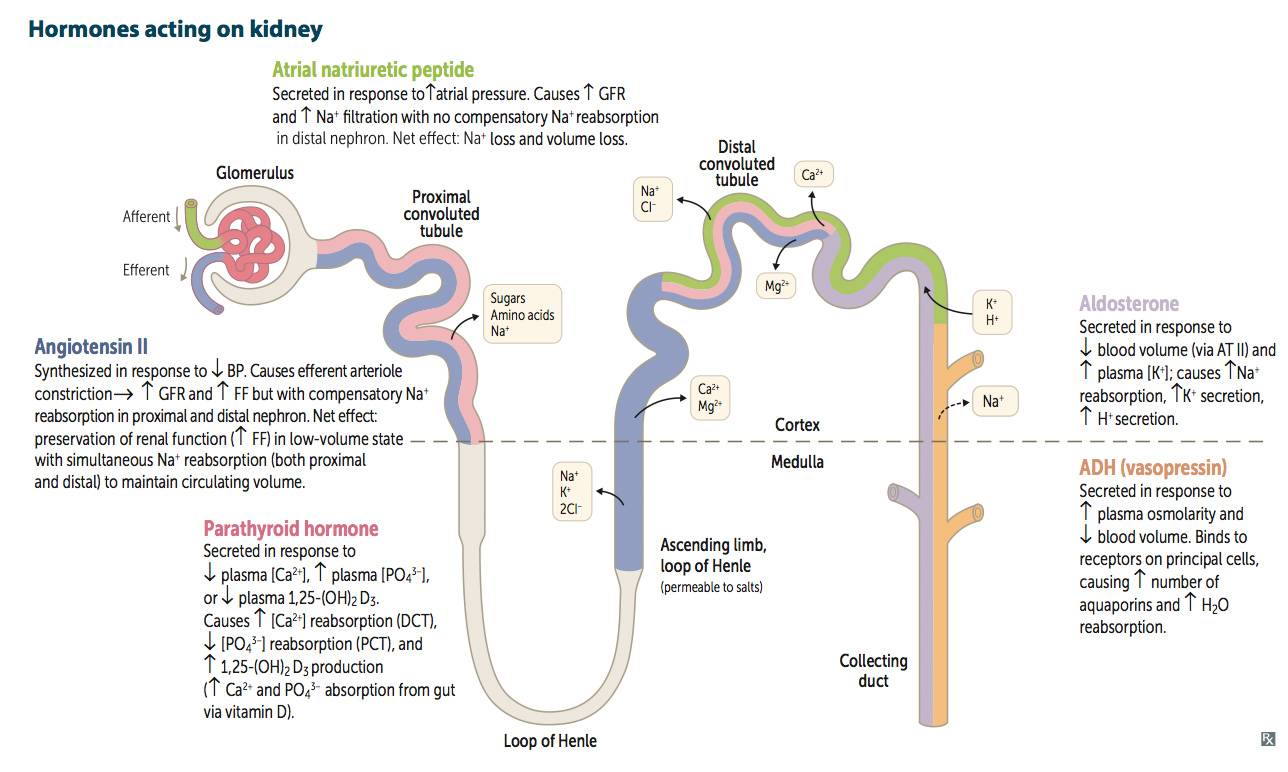 Hormones acting on kidney
Atrial natriuretic peptide
Secreted in response to ↑ atrial pressure. Causes ↑ GFR
and ↑ Na⁺ filtration with no compensatory Na⁺ reabsorption
in distal nephron. Net effect: Na⁺ loss and volume loss.
Glomerulus
Afferent
Efferent
Proximal
convoluted
tubule
Sugars
Amino acids
Na⁺
Distal
convoluted
tubule
Na⁺
Cl⁻
Ca²⁺
Mg²⁺
K⁺
H⁺
Angiotensin II
Synthesized in response to ↓ BP. Causes efferent arteriole
constriction→ ↑ GFR and ↑ FF but with compensatory Na⁺
reabsorption in proximal and distal nephron. Net effect:
preservation of renal function (↑ FF) in low-volume state
with simultaneous Na⁺ reabsorption (both proximal
and distal) to maintain circulating volume.
Ca²⁺
Mg²⁺
Na⁺
Cortex
Medulla
Aldosterone
Secreted in response to
↓ blood volume (via AT II) and
↑ plasma [K⁺]; causes ↑Na⁺
reabsorption, ↑K⁺ secretion,
↑ H⁺ secretion.
Parathyroid hormone
Secreted in response to
↓ plasma [Ca²⁺], ↑ plasma [PO₄³⁻],
or ↓ plasma 1,25-(OH)₂ D₃.
Causes ↑ [Ca²⁺] reabsorption (DCT),
↓ [PO₄³⁻] reabsorption (PCT), and
↑ 1,25-(OH)₂ D₃ production
(↑ Ca²⁺ and PO₄³⁻ absorption from gut
via vitamin D).
Na⁺
K⁺
2Cl⁻
Ascending limb,
loop of Henle
(permeable to salts)
ADH (vasopressin)
Secreted in response to
↑ plasma osmolarity and
↓ blood volume. Binds to
receptors on principal cells,
causing ↑ number of
aquaporins and ↑ H₂O
reabsorption.
Collecting
duct
Loop of Henle
Rx